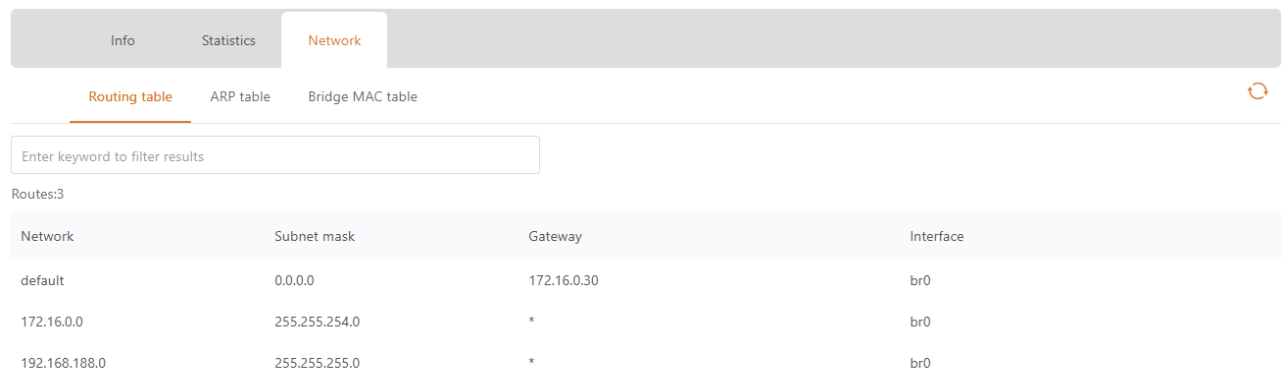 Info Statistics Network
Routing table ARP table Bridge MAC table
Enter keyword to filter results
Routes:3
Network Subnet mask Gateway Interface
default 0.0.0.0 172.16.0.30 br0
172.16.0.0 255.255.254.0 * br0
192.168.188.0 255.255.255.0 * br0